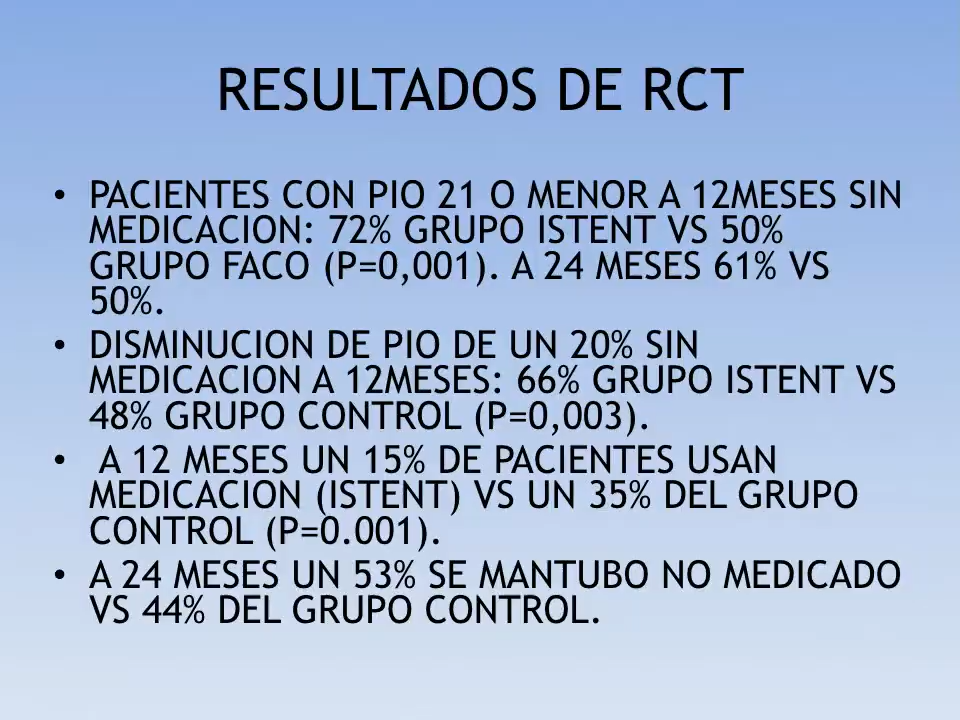 RESULTADOS DE RCT
• PACIENTES CON PIO 21 O MENOR A 12MESES SIN
MEDICACION: 72% GRUPO ISTENT VS 50%
GRUPO FACO (P=0,001). A 24 MESES 61% VS
50%.
• DISMINUCION DE PIO DE UN 20% SIN
MEDICACION A 12MESES: 66% GRUPO ISTENT VS
48% GRUPO CONTROL (P=0,003).
• A 12 MESES UN 15% DE PACIENTES USAN
MEDICACION (ISTENT) VS UN 35% DEL GRUPO
CONTROL (P=0.001).
• A 24 MESES UN 53% SE MANTUBO NO MEDICADO
VS 44% DEL GRUPO CONTROL.